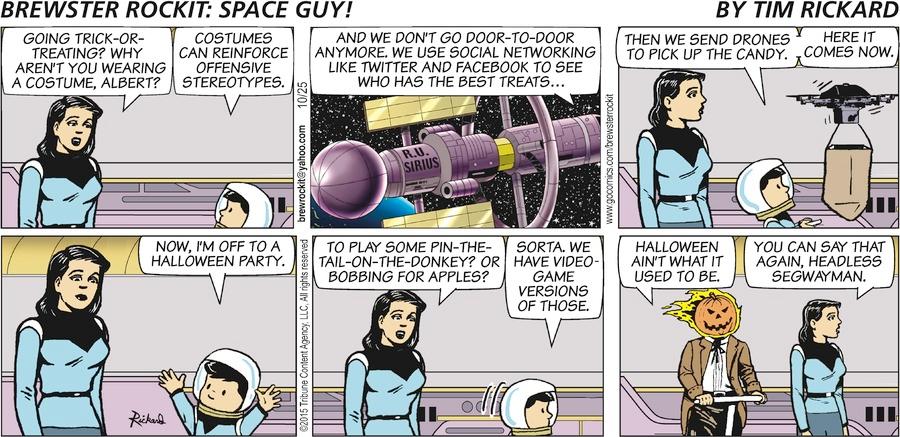 BREWSTER ROCKIT: SPACE GUY!
BY TIM RICKARD
GOING TRICK-OR-
TREATING? WHY
AREN'T YOU WEARING
A COSTUME, ALBERT?
COSTUMES
CAN REINFORCE
OFFENSIVE
STEREOTYPES.
brewrockit@yahoo.com 10/25
AND WE DON'T GO DOOR-TO-DOOR
ANYMORE. WE USE SOCIAL NETWORKING
LIKE TWITTER AND FACEBOOK TO SEE
WHO HAS THE BEST TREATS...
R.U.
SIRIUS
www.gocomics.com/brewsterrockit
THEN WE SEND DRONES
TO PICK UP THE CANDY.
HERE IT
COMES NOW.
NOW, I'M OFF TO A
HALLOWEEN PARTY.
Rickard
©2015 Tribune Content Agency, LLC. All rights reserved
TO PLAY SOME PIN-THE-
TAIL-ON-THE-DONKEY? OR
BOBBING FOR APPLES?
SORTA. WE
HAVE VIDEO-
GAME
VERSIONS
OF THOSE.
HALLOWEEN
AIN'T WHAT IT
USED TO BE.
YOU CAN SAY THAT
AGAIN, HEADLESS
SEGWAYMAN.